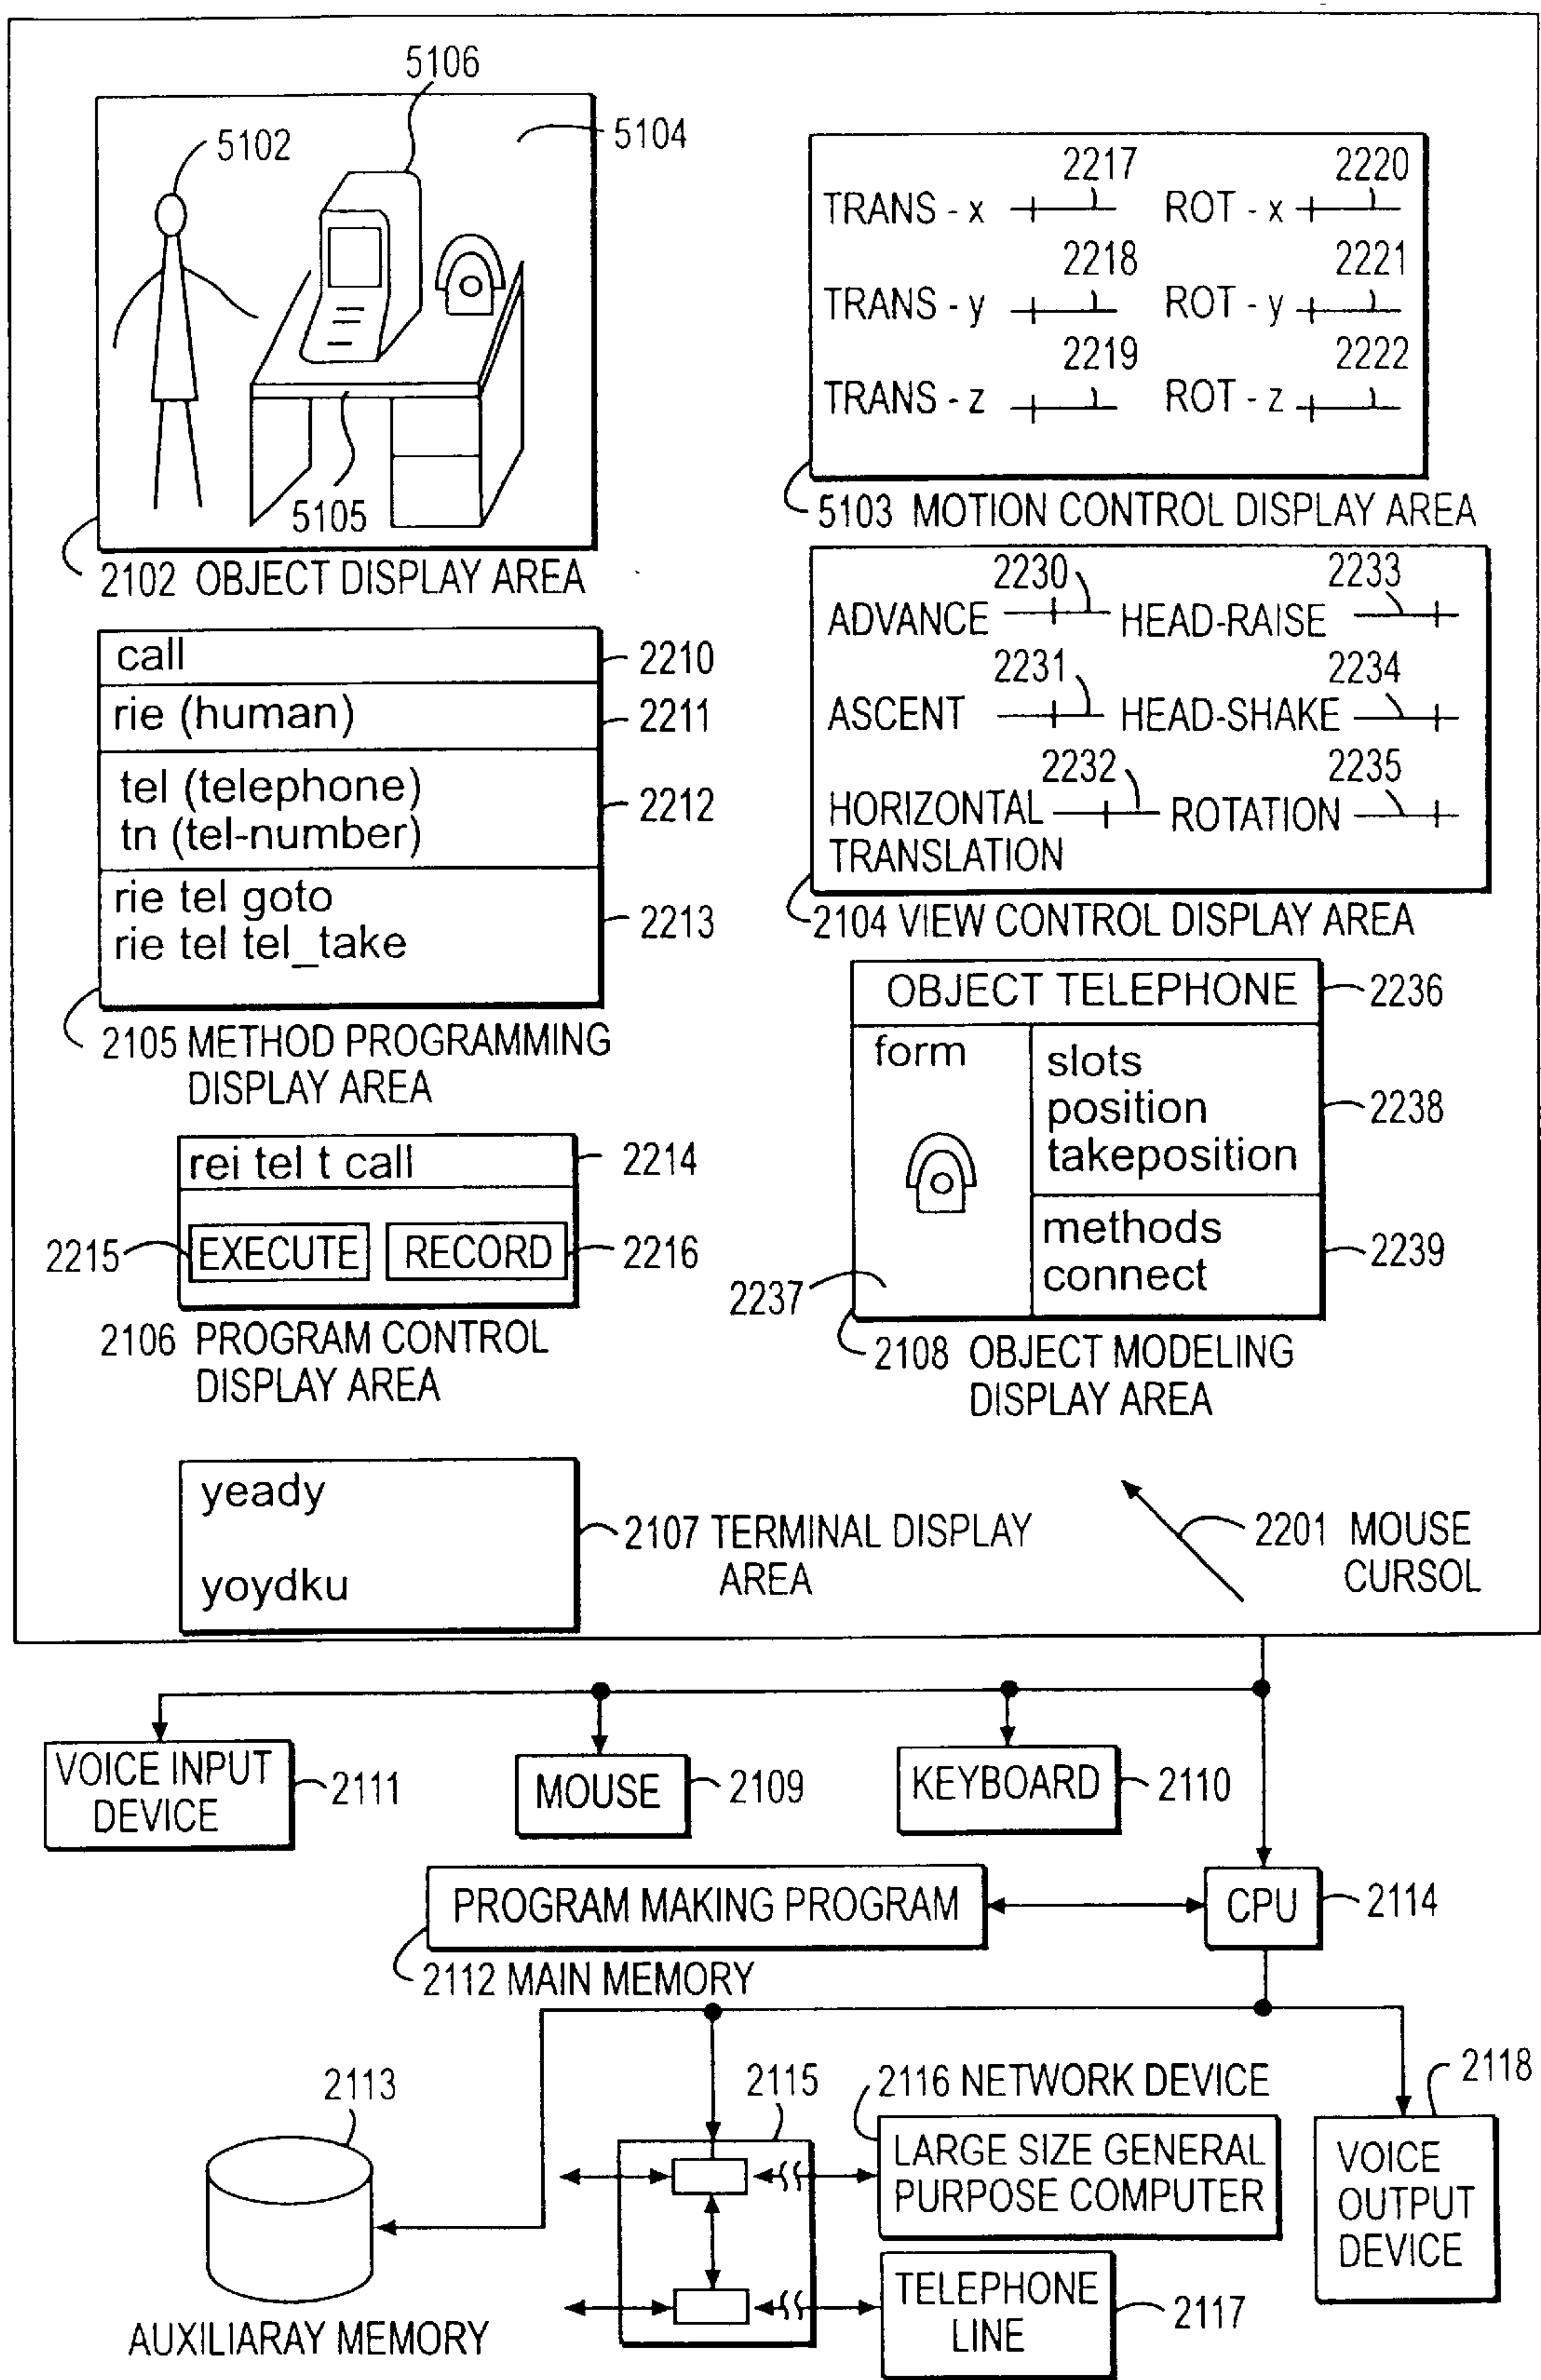 5106
5102
5104
5105
2102 OBJECT DISPLAY AREA
2217
2220
TRANS - x
ROT - x
2218
2221
TRANS - y
ROT - y
2219
2222
TRANS - z
ROT - z
5103 MOTION CONTROL DISPLAY AREA
2230
2233
ADVANCE
HEAD-RAISE
2231
2234
ASCENT
HEAD-SHAKE
2232
2235
HORIZONTAL
TRANSLATION
ROTATION
2104 VIEW CONTROL DISPLAY AREA
call
2210
rie (human)
2211
tel (telephone)
tn (tel-number)
2212
rie tel goto
rie tel tel_take
2213
2105 METHOD PROGRAMMING
DISPLAY AREA
OBJECT TELEPHONE
2236
form
slots
position
takeposition
2238
methods
connect
2239
2237
2108 OBJECT MODELING
DISPLAY AREA
rei tel t call
2214
2215
EXECUTE
RECORD
2216
2106 PROGRAM CONTROL
DISPLAY AREA
yeady
yoydku
2107 TERMINAL DISPLAY
AREA
2201 MOUSE
CURSOL
VOICE INPUT
DEVICE
2111
MOUSE
2109
KEYBOARD
2110
PROGRAM MAKING PROGRAM
CPU
2114
2112 MAIN MEMORY
2113
2115
2116 NETWORK DEVICE
2118
LARGE SIZE GENERAL
PURPOSE COMPUTER
VOICE
OUTPUT
DEVICE
TELEPHONE
LINE
2117
AUXILIARAY MEMORY